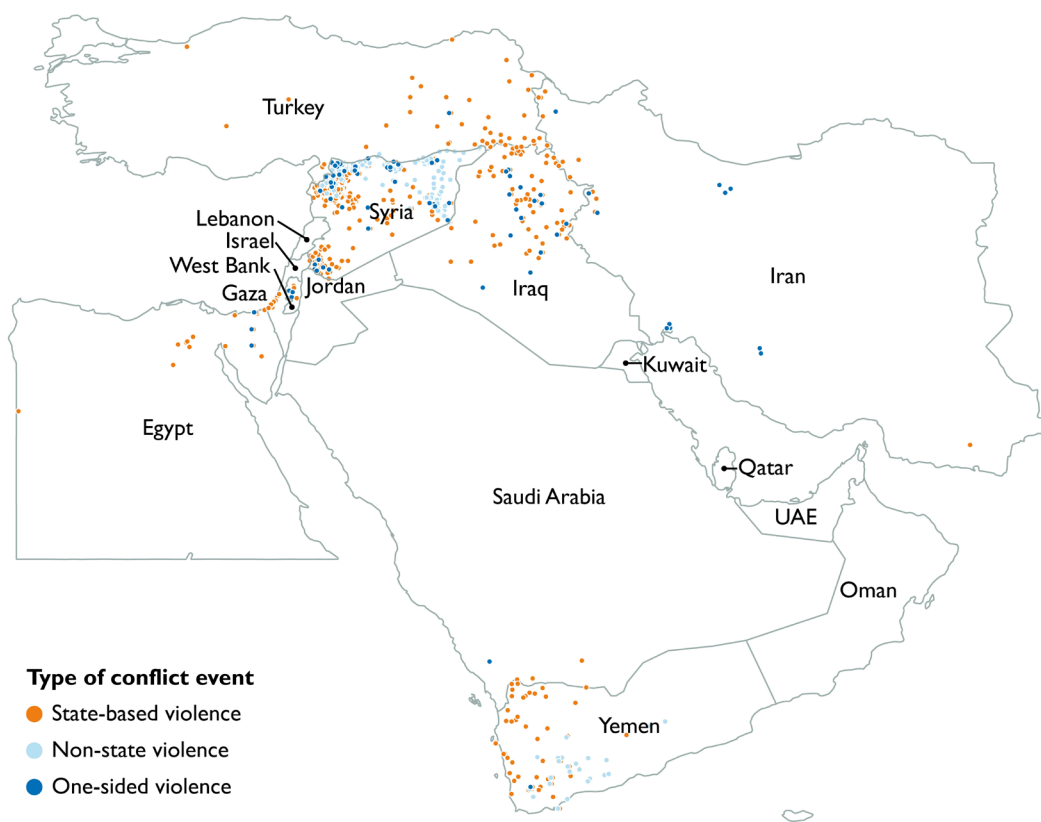 Turkey
Syria
Lebanon
Israel
West Bank
Gaza
Jordan
Iraq
Iran
Kuwait
Egypt
Qatar
Saudi Arabia
UAE
Oman
Yemen
Type of conflict event
State-based violence
Non-state violence
One-sided violence